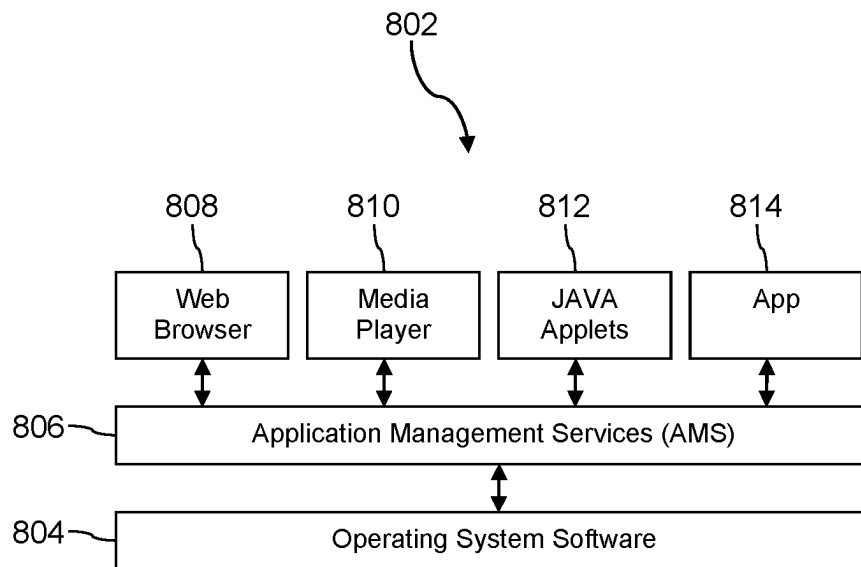 802
808
810
812
814
Web
Browser
Media
Player
JAVA
Applets
App
806
Application Management Services (AMS)
804
Operating System Software